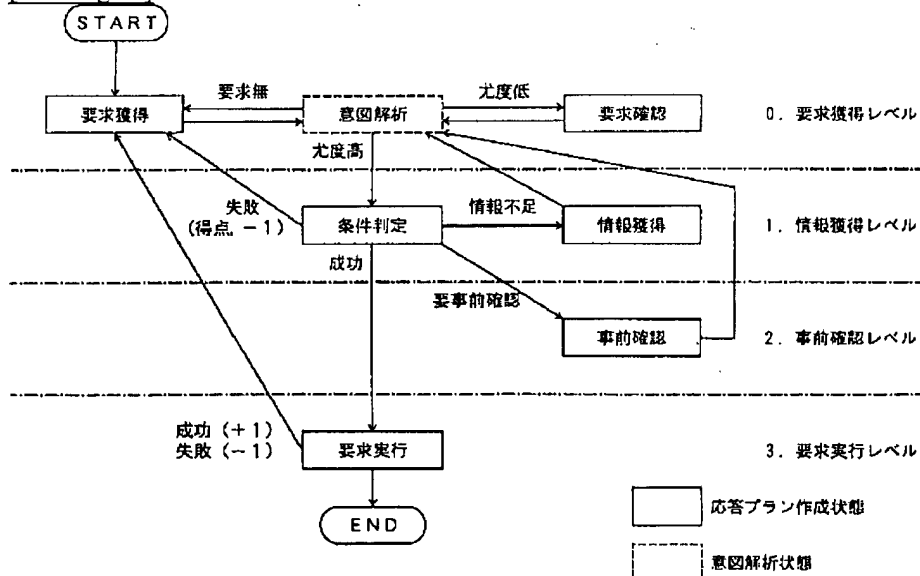 START
要求無
尤度低
要求獲得
意図解析
要求確認
0. 要求獲得レベル
尤度高
失敗
(得点 -1)
情報不足
条件判定
情報獲得
1. 情報獲得レベル
成功
要事前確認
事前確認
2. 事前確認レベル
成功 (+1)
失敗 (-1)
要求実行
3. 要求実行レベル
END
応答プラン作成状態
意図解析状態